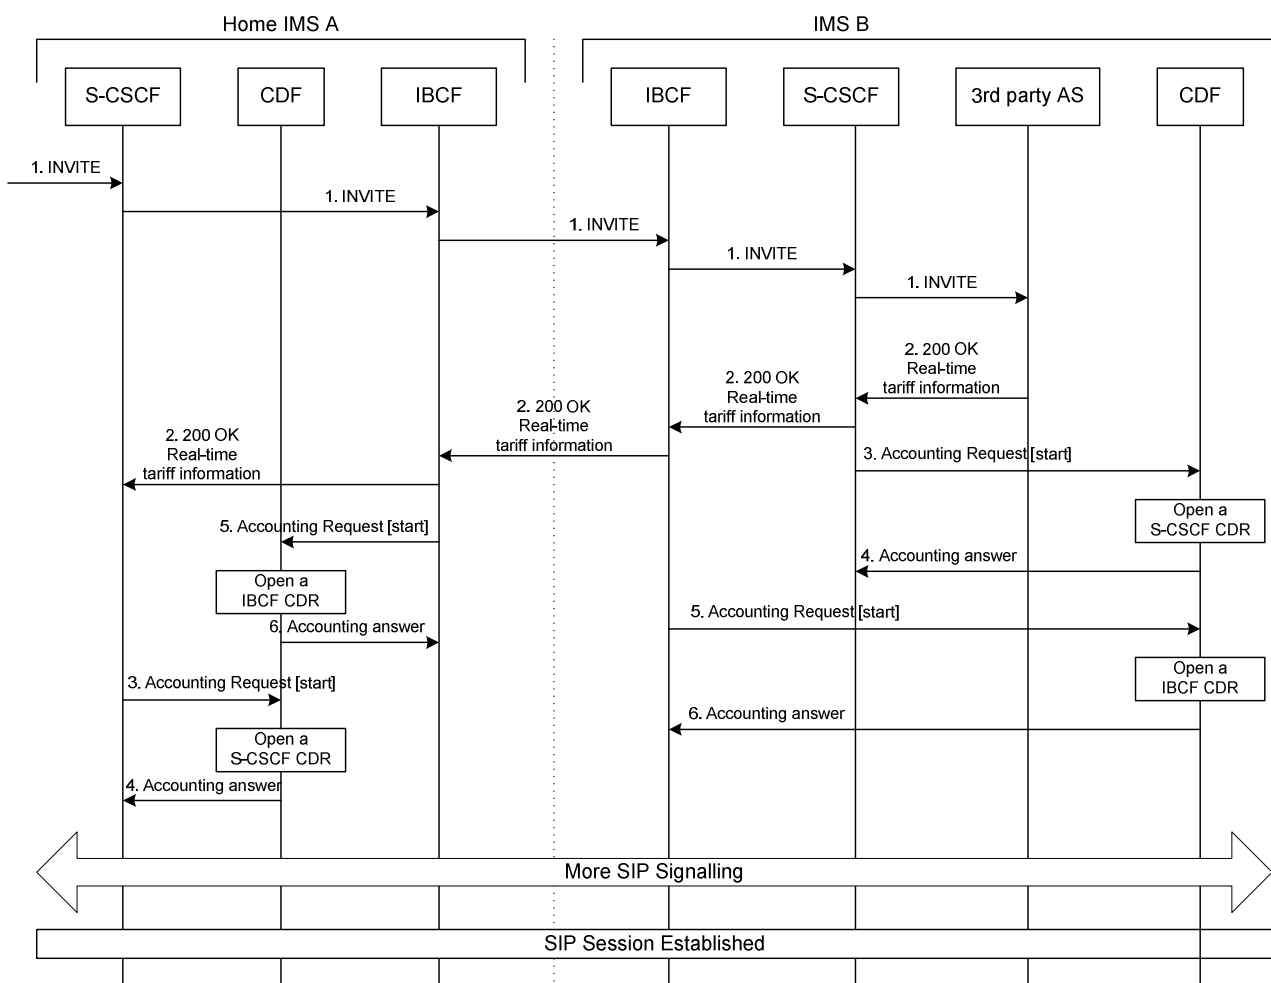 Home IMS A
IMS B
S-CSCF
CDF
IBCF
IBCF
S-CSCF
3rd party AS
CDF
1. INVITE
1. INVITE
1. INVITE
1. INVITE
1. INVITE
2. 200 OK
Real-time
tariff information
2. 200 OK
Real-time
tariff information
2. 200 OK
Real-time
tariff information
2. 200 OK
Real-time
tariff information
3. Accounting Request [start]
Open a
S-CSCF CDR
5. Accounting Request [start]
4. Accounting answer
Open a
IBCF CDR
5. Accounting Request [start]
6. Accounting answer
Open a
IBCF CDR
3. Accounting Request [start]
6. Accounting answer
Open a
S-CSCF CDR
4. Accounting answer
More SIP Signalling
SIP Session Established